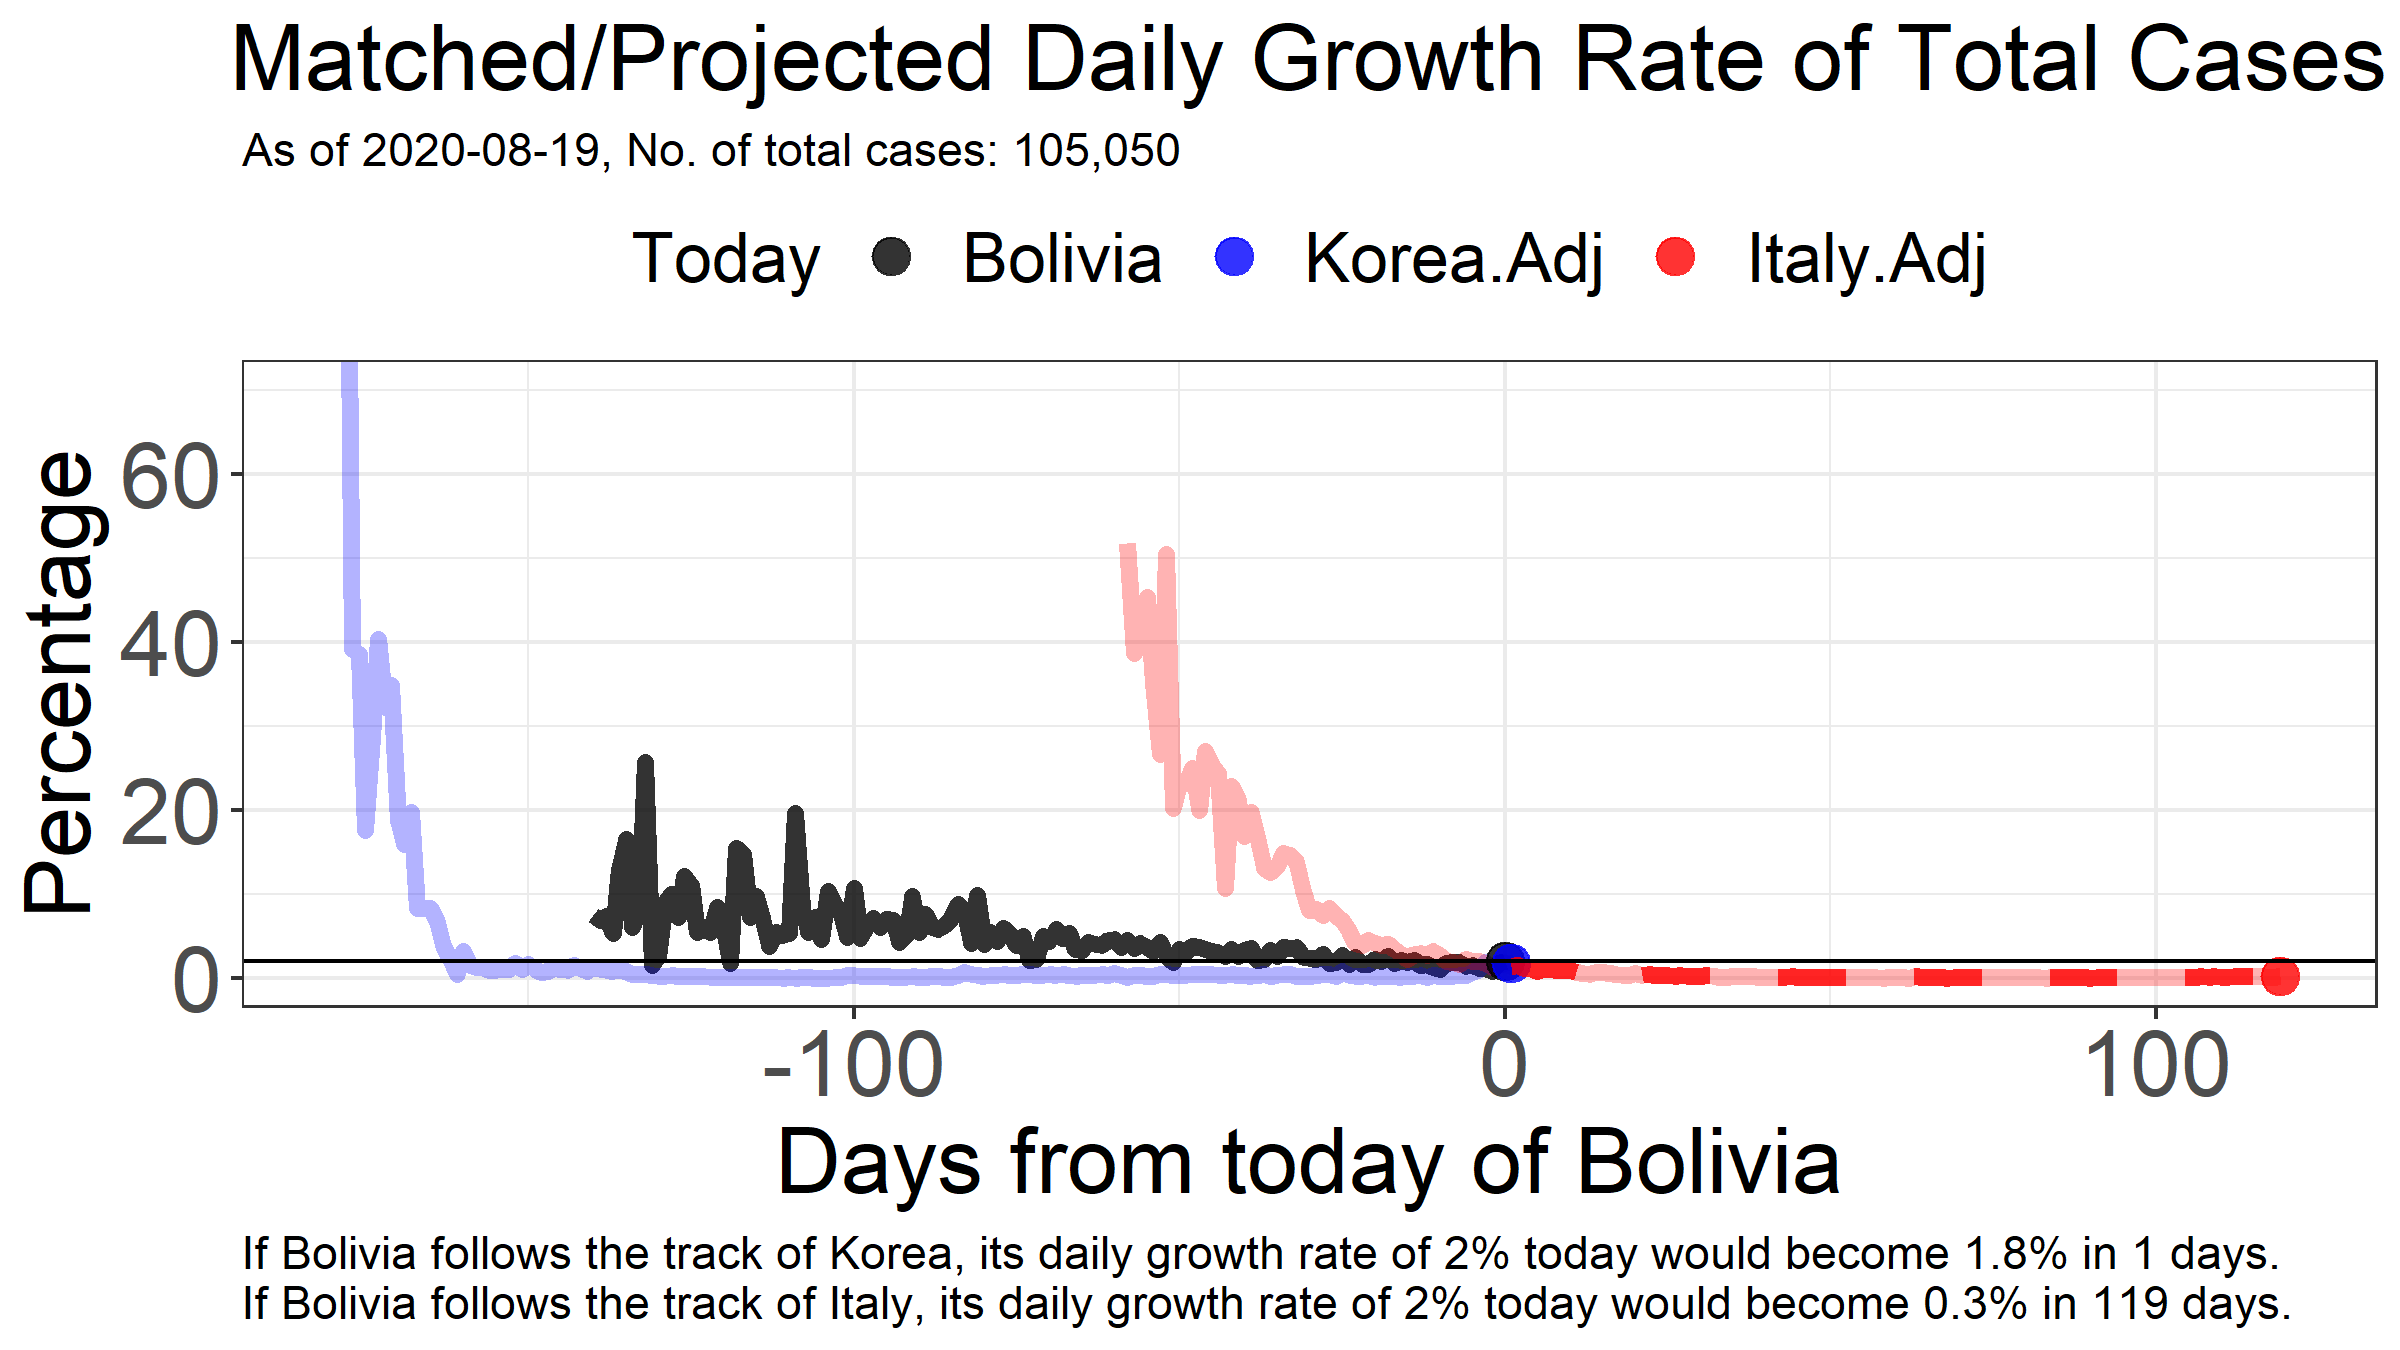 Matched/Projected Daily Growth Rate of Total Cases
As of 2020-08-19, No. of total cases: 105,050
Today Bolivia Korea.Adj Italy.Adj
Percentage
60
40
20
0
-100 0 100
Days from today of Bolivia
If Bolivia follows the track of Korea, its daily growth rate of 2% today would become 1.8% in 1 days.
If Bolivia follows the track of Italy, its daily growth rate of 2% today would become 0.3% in 119 days.